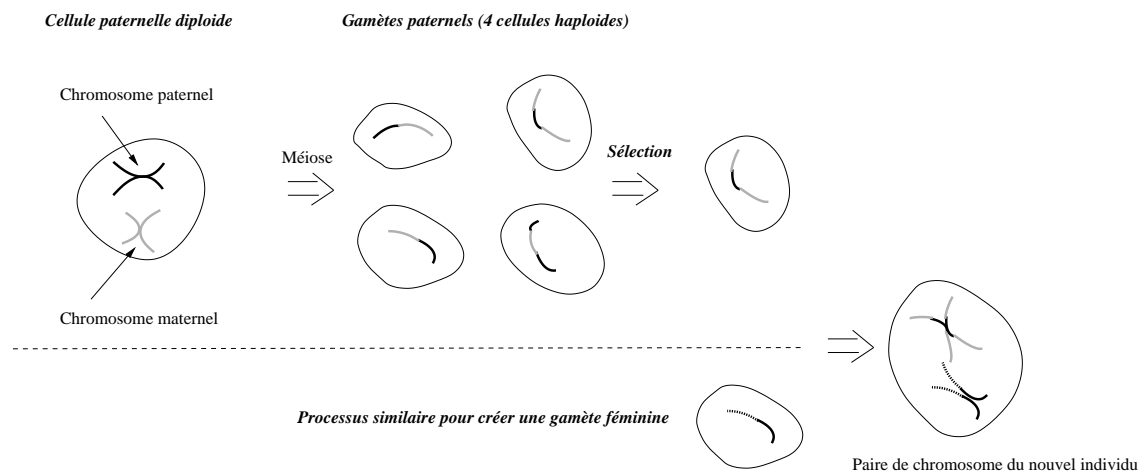 Cellule paternelle diploide
Gamètes paternels (4 cellules haploides)
Chromosome paternel
Méiose
Sélection
Chromosome maternel
Processus similaire pour créer une gamète féminine
Paire de chromosome du nouvel individu